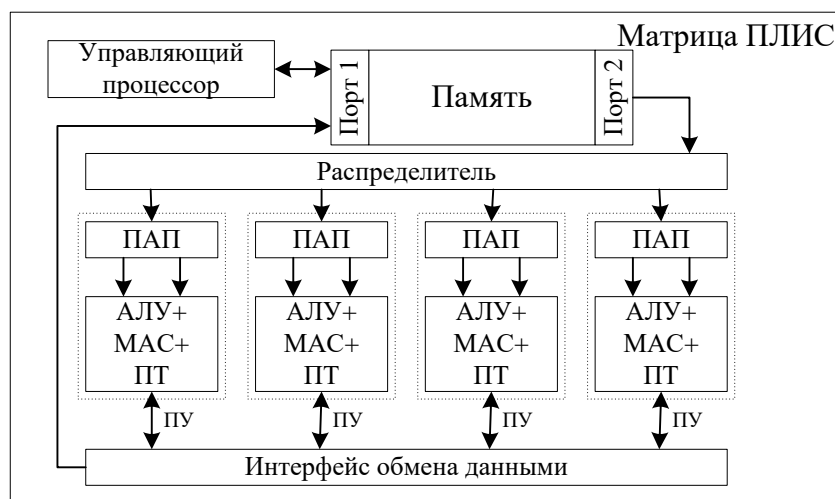 Матрица ПЛИС
Управляющий
процессор
Порт 1
Память
Порт 2
Распределитель
ПАП
ПАП
ПАП
ПАП
АЛУ+
МАС+
ПТ
АЛУ+
МАС+
ПТ
АЛУ+
МАС+
ПТ
АЛУ+
МАС+
ПТ
ПУ
ПУ
ПУ
ПУ
Интерфейс обмена данными